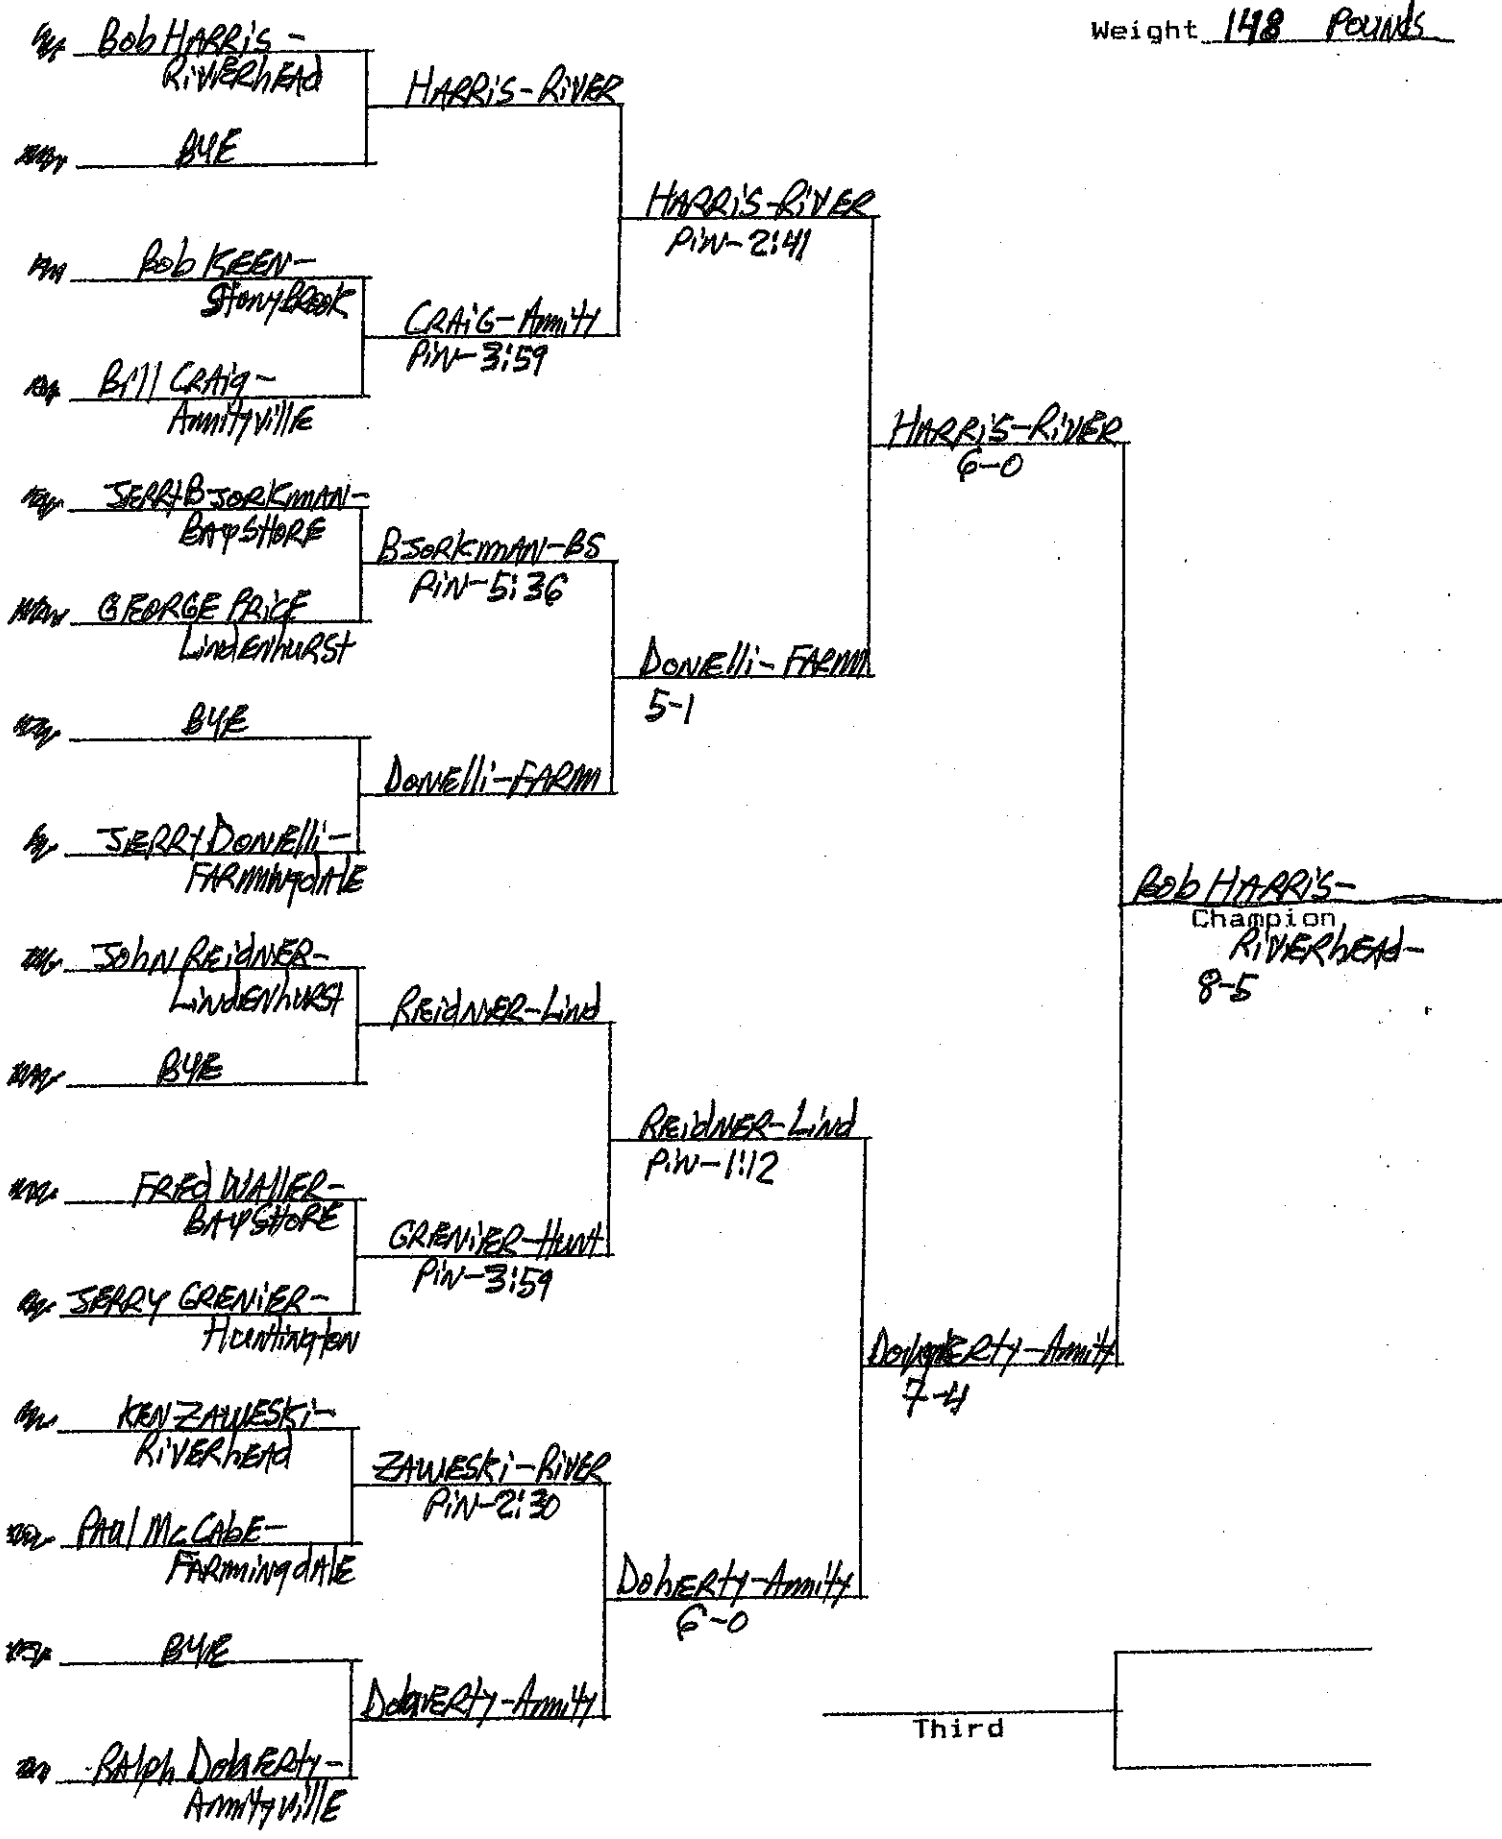 Weight 148 POUNDS
Bob HARRIS -
RIVERhEAd
HARRIS-RIVER
BYE
HARRIS-RIVER
PIN-2:41
Bob KEEN-
StonyBROOK
CRAIG-Amity
PIN-3:59
Bill CRAig-
Amityville
HARRIS-RIVER
6-0
JERRY BJORKMAN-
BAYSHORE
BJORKMAN-BS
PIN-5:36
GEORGE PRICE
LindENhURSt
DONElli-FARM
5-1
BYE
DONElli-FARM
JERRY DONElli-
FARMiNgdAlE
Bob HARRIS-
Champion
RIVERhEAd-
8-5
JOhN REidNER-
LiNdENhURSt
REidNER-LiNd
BYE
REidNER-LiNd
PIN-1:12
FREd WAllER-
BAYSHORE
GRENIER-HUNt
PIN-3:59
JERRY GRENIER-
HuntiNgtON
DohERty-Amity
7-4
KEN ZAWESKi-
RiVERhEAd
ZAWESKi-RiVER
PIN-2:30
PAul McCAbE-
FARMiNgdAlE
DohERty-Amity
6-0
BYE
DohERty-Amity
Third
RAlph DohERty-
Amityville